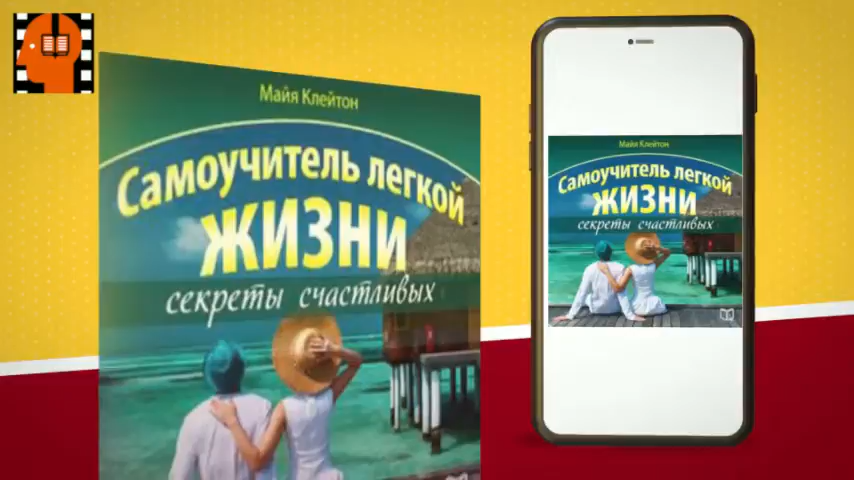 Майя Клейтон
Самоучитель легкой
жизни
секреты счастливых
Майя Клейтон
Самоучитель легкой
жизни
секреты счастливых